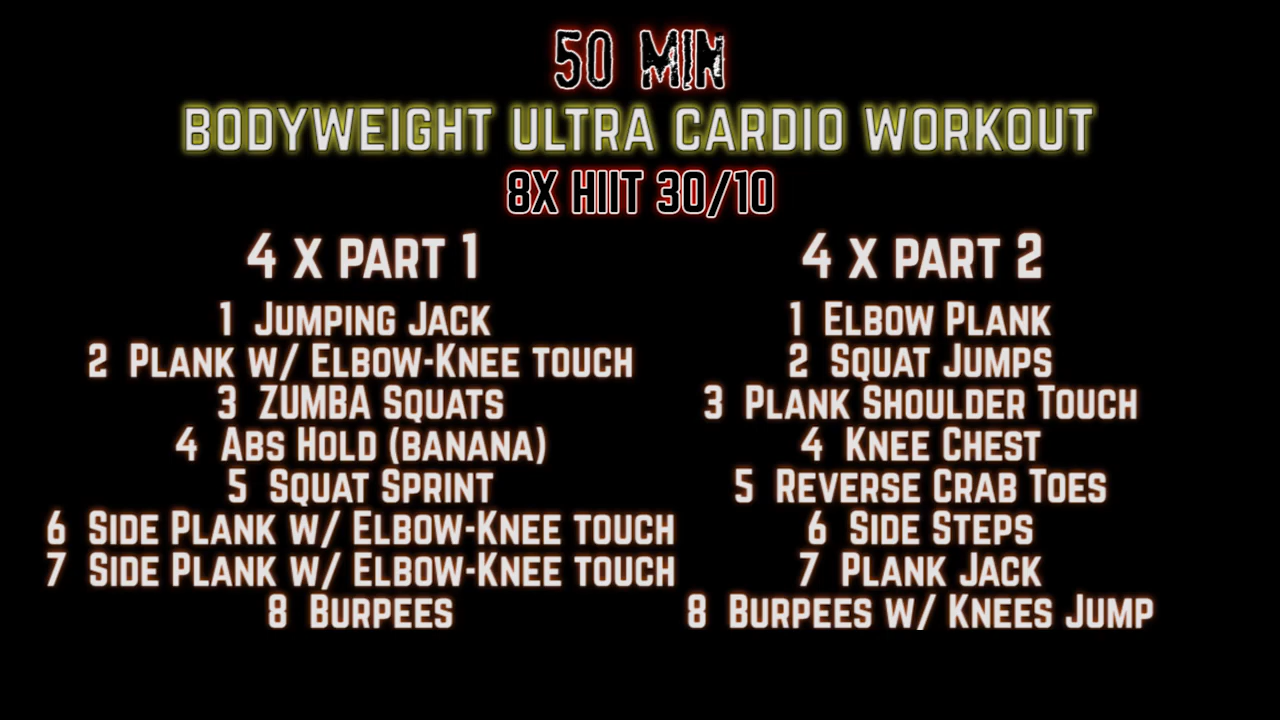 50 MIN
BODYWEIGHT ULTRA CARDIO WORKOUT
8X HIIT 30/10
4 X PART 1
1 JUMPING JACK
2 PLANK W/ ELBOW-KNEE TOUCH
3 ZUMBA SQUATS
4 ABS HOLD (BANANA)
5 SQUAT SPRINT
6 SIDE PLANK W/ ELBOW-KNEE TOUCH
7 SIDE PLANK W/ ELBOW-KNEE TOUCH
8 BURPEES
4 X PART 2
1 ELBOW PLANK
2 SQUAT JUMPS
3 PLANK SHOULDER TOUCH
4 KNEE CHEST
5 REVERSE CRAB TOES
6 SIDE STEPS
7 PLANK JACK
8 BURPEES W/ KNEES JUMP